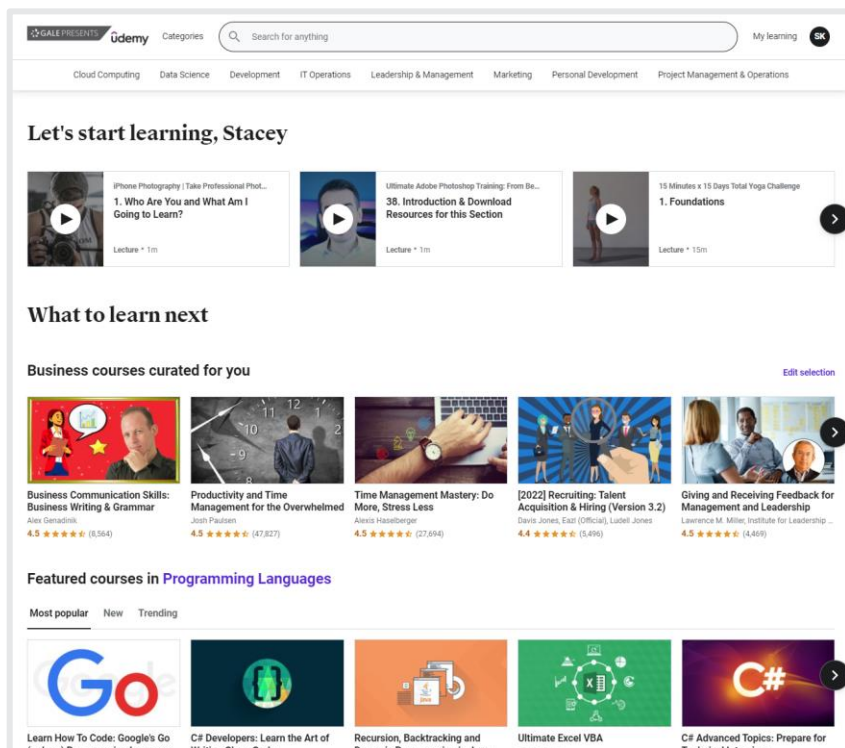 GALE PRESENTS
ûdemy
Categories
Search for anything
My learning
SK
Cloud Computing
Data Science
Development
IT Operations
Leadership & Management
Marketing
Personal Development
Project Management & Operations
Let's start learning, Stacey
iPhone Photography | Take Professional Phot...
1. Who Are You and What Am I
Going to Learn?
Lecture * 1m
Ultimate Adobe Photoshop Training: From Be...
38. Introduction & Download
Resources for this Section
Lecture * 1m
15 Minutes x 15 Days Total Yoga Challenge
1. Foundations
Lecture * 15m
What to learn next
Business courses curated for you
Edit selection
Business Communication Skills:
Business Writing & Grammar
Alex Genadinik
4.5 (8,564)
Productivity and Time
Management for the Overwhelmed
Josh Paulsen
4.5 (47,827)
Time Management Mastery: Do
More, Stress Less
Alexis Haselberger
4.5 (27,694)
[2022] Recruiting: Talent
Acquisition & Hiring (Version 3.2)
Davis Jones, Eazl (Official), Ludell Jones
4.4 (5,496)
Giving and Receiving Feedback for
Management and Leadership
Lawrence M. Miller, Institute for Leadership ...
4.5 (4,469)
Featured courses in Programming Languages
Most popular
New
Trending
Go
C#
Learn How To Code: Google's Go
C# Developers: Learn the Art of
Recursion, Backtracking and
Ultimate Excel VBA
C# Advanced Topics: Prepare for